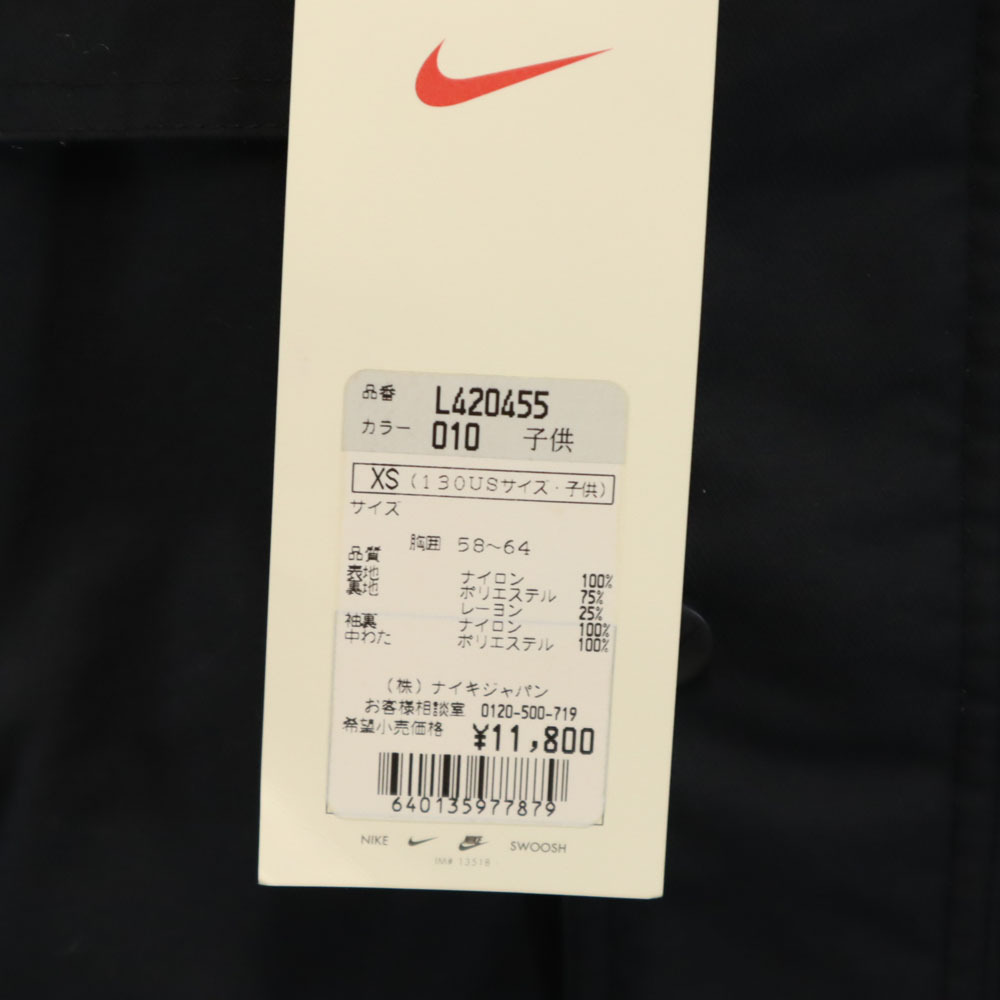 品番 L420455
カラー 010 子供
XS (130USサイズ・子供)
サイズ
胸囲 58~64
品質
表地 ナイロン 100%
裏地 ポリエステル 75%
レーヨン 25%
袖裏 ナイロン 100%
中わた ポリエステル 100%
(株)ナイキジャパン
お客様相談室 0120-500-719
希望小売価格 ¥11,800
640135977879
NIKE NIKE SWOOSH
IM# 13518